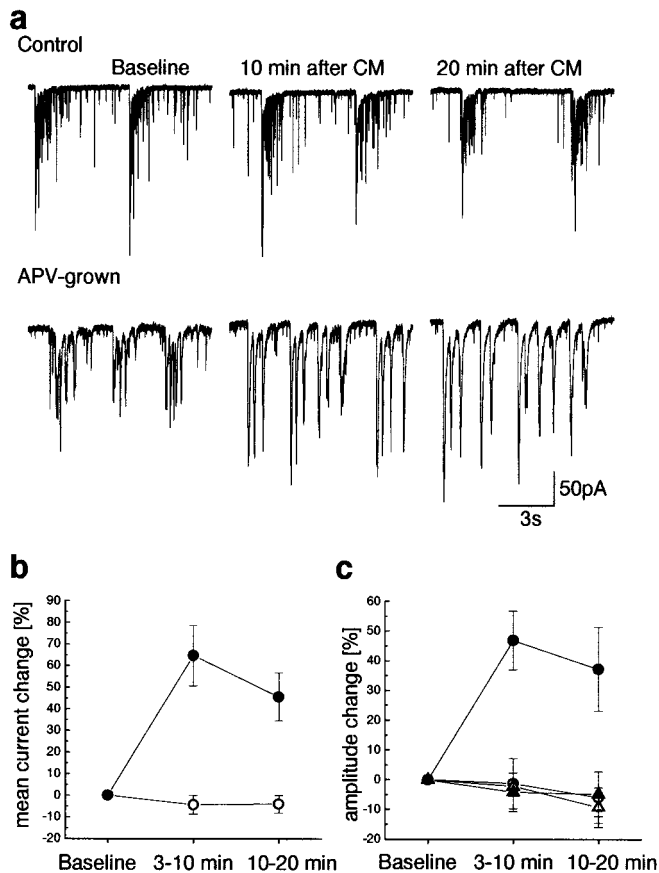 a
Control
Baseline 10 min after CM 20 min after CM
APV-grown
50pA
3s
b
mean current change [%]
90
80
70
60
50
40
30
20
10
0
-10
-20
Baseline 3-10 min 10-20 min
c
amplitude change [%]
60
50
40
30
20
10
0
-10
-20
Baseline 3-10 min 10-20 min